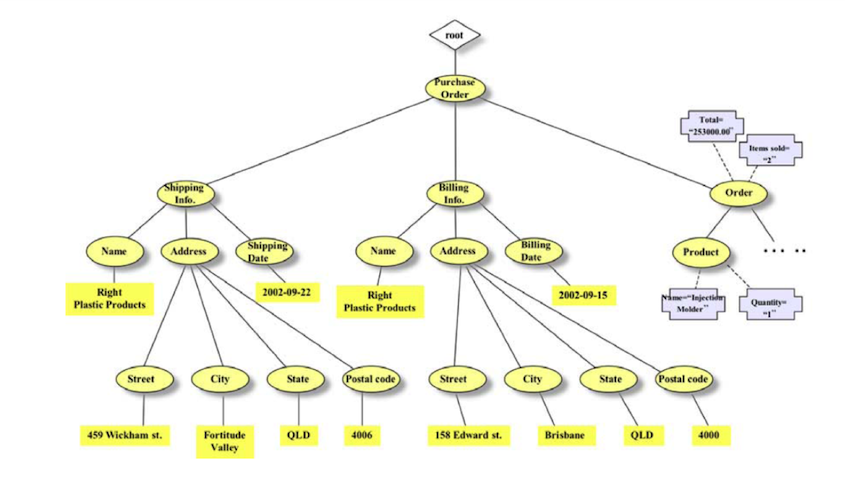 root
Purchase
Order
Total=
“253000.00”
Items sold=
“2”
Shipping
Info.
Billing
Info.
Order
Name
Address
Shipping
Date
Name
Address
Billing
Date
Product
.... ..
Right
Plastic Products
2002-09-22
Right
Plastic Products
2002-09-15
Name=“Injection
Molder”
Quantity=
“1”
Street
City
State
Postal code
Street
City
State
Postal code
459 Wickham st.
Fortitude
Valley
QLD
4006
158 Edward st.
Brisbane
QLD
4000